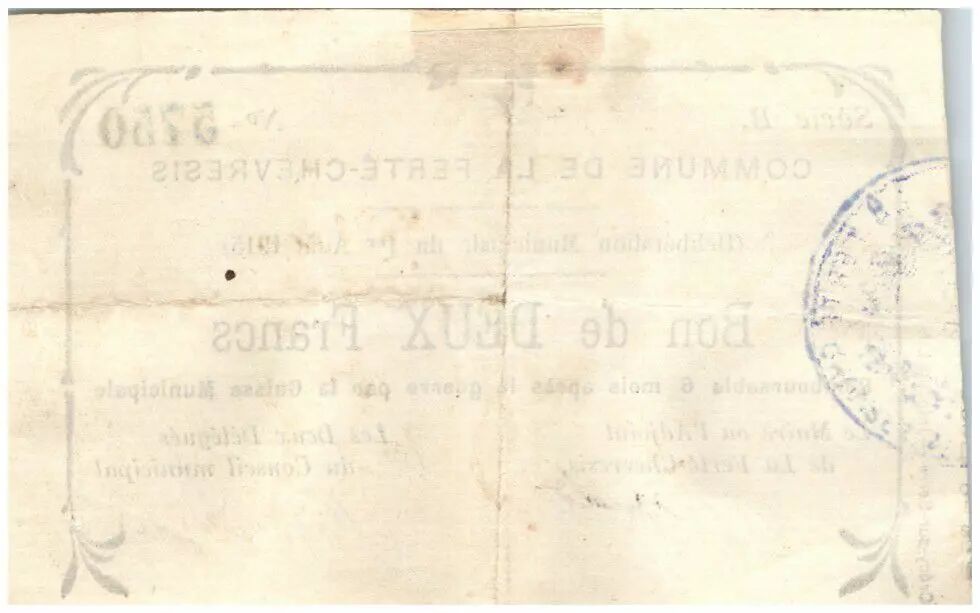 Série B. No 5750
COMMUNE DE LA FERTÉ-CHEVRESIS
(Délibération Municipale du 1er Août 1915)
Bon de DEUX Francs
Remboursable 6 mois après la guerre par la Caisse Municipale
Le Maire ou l'Adjoint Les Deux Délégués
de La Ferté-Chevresis, du Conseil municipal